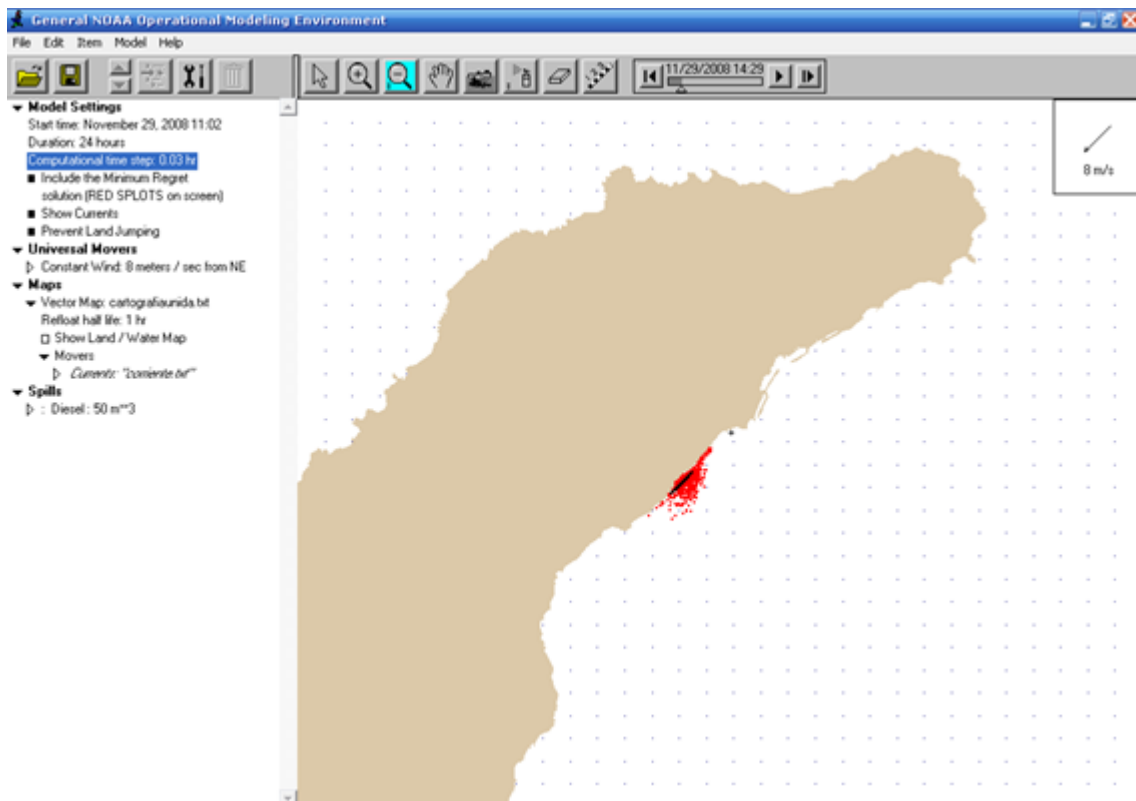 General NOAA Operational Modeling Environment
File Edit Item Model Help
11/29/2008 14:29
Model Settings
Start time: November 29, 2008 11:02
Duration: 24 hours
Computational time step: 0.03 hr
Include the Minimum Regret
solution (RED SPLOTS on screen)
Show Currents
Prevent Land Jumping
Universal Movers
Constant Wind: 8 meters / sec from NE
Maps
Vector Map: cartografiaunida.txt
Refloat half life: 1 hr
Show Land / Water Map
Movers
Currents: "corriente.txt"
Spills
: Diesel : 50 m**3
8 m/s